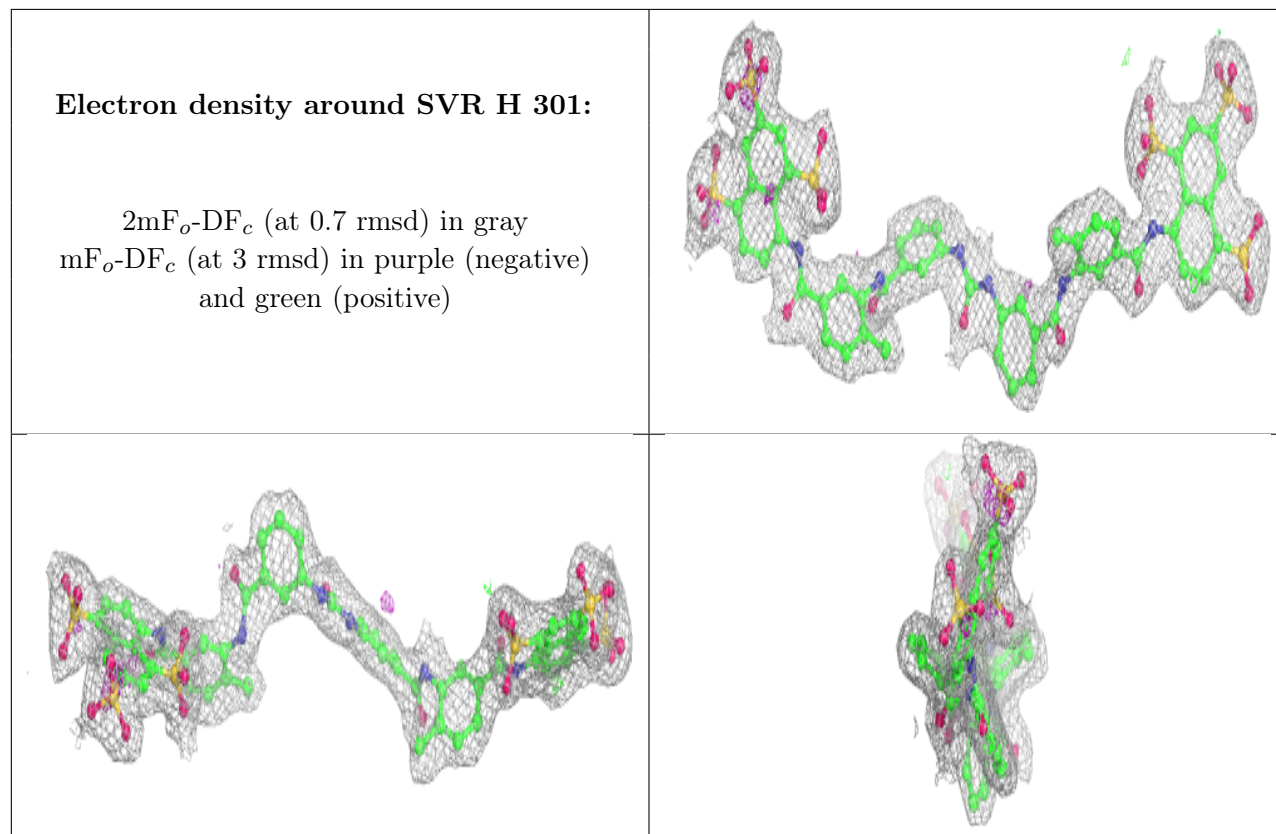 Electron density around SVR H 301:
2mFo-DFc (at 0.7 rmsd) in gray
mFo-DFc (at 3 rmsd) in purple (negative)
and green (positive)